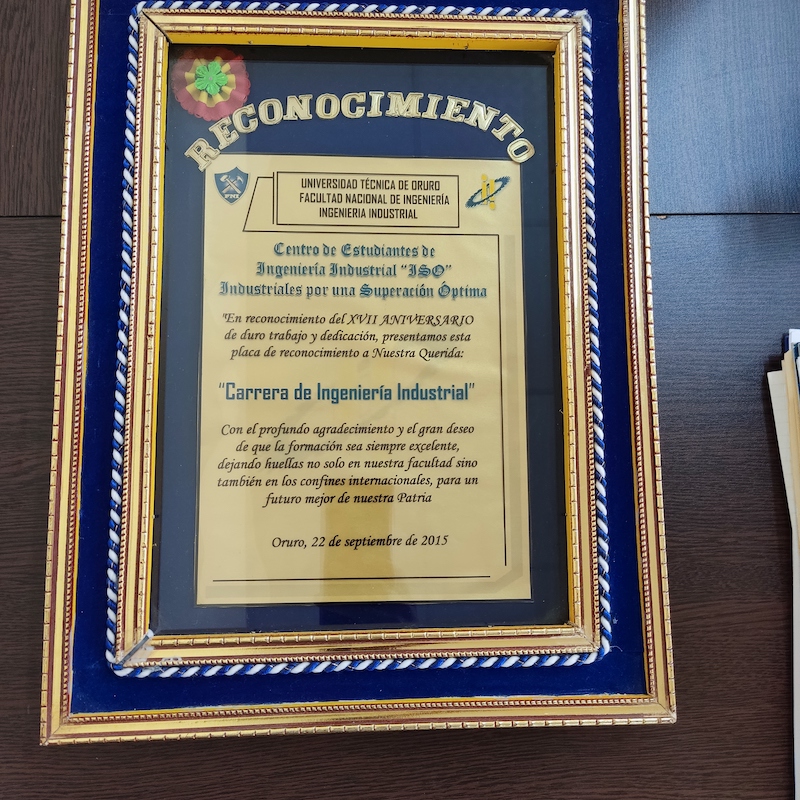 RECONOCIMIENTO
FNI
UNIVERSIDAD TÉCNICA DE ORURO
FACULTAD NACIONAL DE INGENIERÍA
INGENIERIA INDUSTRIAL
Centro de Estudiantes de
Ingeniería Industrial "ISO"
Industriales por una Superación Óptima
"En reconocimiento del XVII ANIVERSARIO
de duro trabajo y dedicación, presentamos esta
placa de reconocimiento a Nuestra Querida:
"Carrera de Ingeniería Industrial"
Con el profundo agradecimiento y el gran deseo
de que la formación sea siempre excelente,
dejando huellas no solo en nuestra facultad sino
también en los confines internacionales, para un
futuro mejor de nuestra Patria
Oruro, 22 de septiembre de 2015